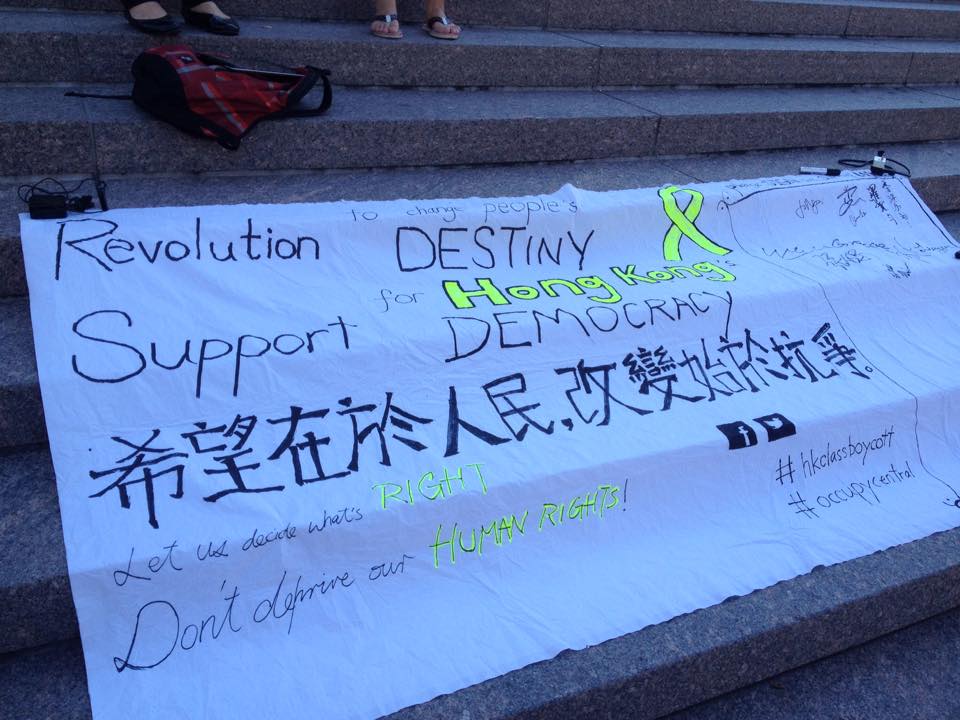 Revolution to change people's DESTINY
Support for Hong Kong's DEMOCRACY
希望在於人民,改變始於抗爭。
Let us decide what's RIGHT
Don't deprive our HUMAN RIGHTS!
#hkclassboycott
#occupycentral